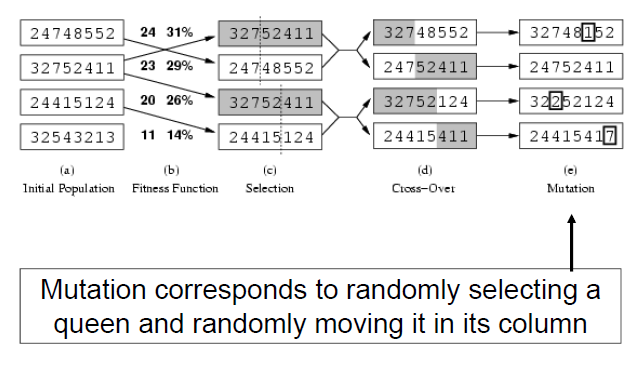 24748552 24 31% 32752411 32748552 32748152
32752411 23 29% 24748552 24752411 24752411
24415124 20 26% 32752411 32752124 32252124
32543213 11 14% 24415124 24415411 24415417
(a) (b) (c) (d) (e)
Initial Population Fitness Function Selection Cross-Over Mutation
Mutation corresponds to randomly selecting a
queen and randomly moving it in its column